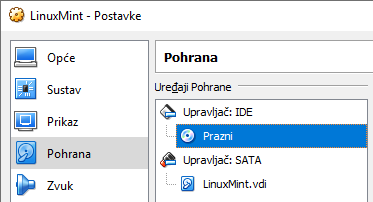 LinuxMint - Postavke
Opće
Sustav
Prikaz
Pohrana
Zvuk
Pohrana
Uređaji Pohrane
Upravljač: IDE
Prazni
Upravljač: SATA
LinuxMint.vdi